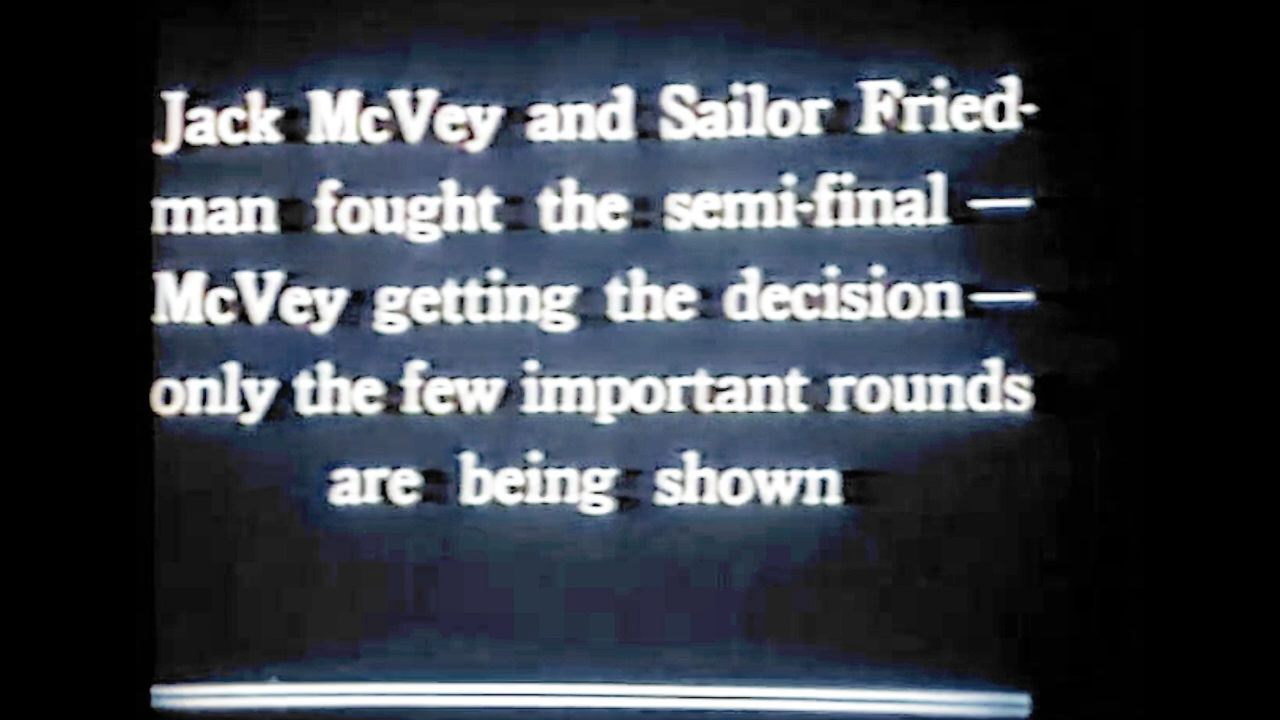 Jack McVey and Sailor Fried-
man fought the semi-final —
McVey getting the decision —
only the few important rounds
are being shown